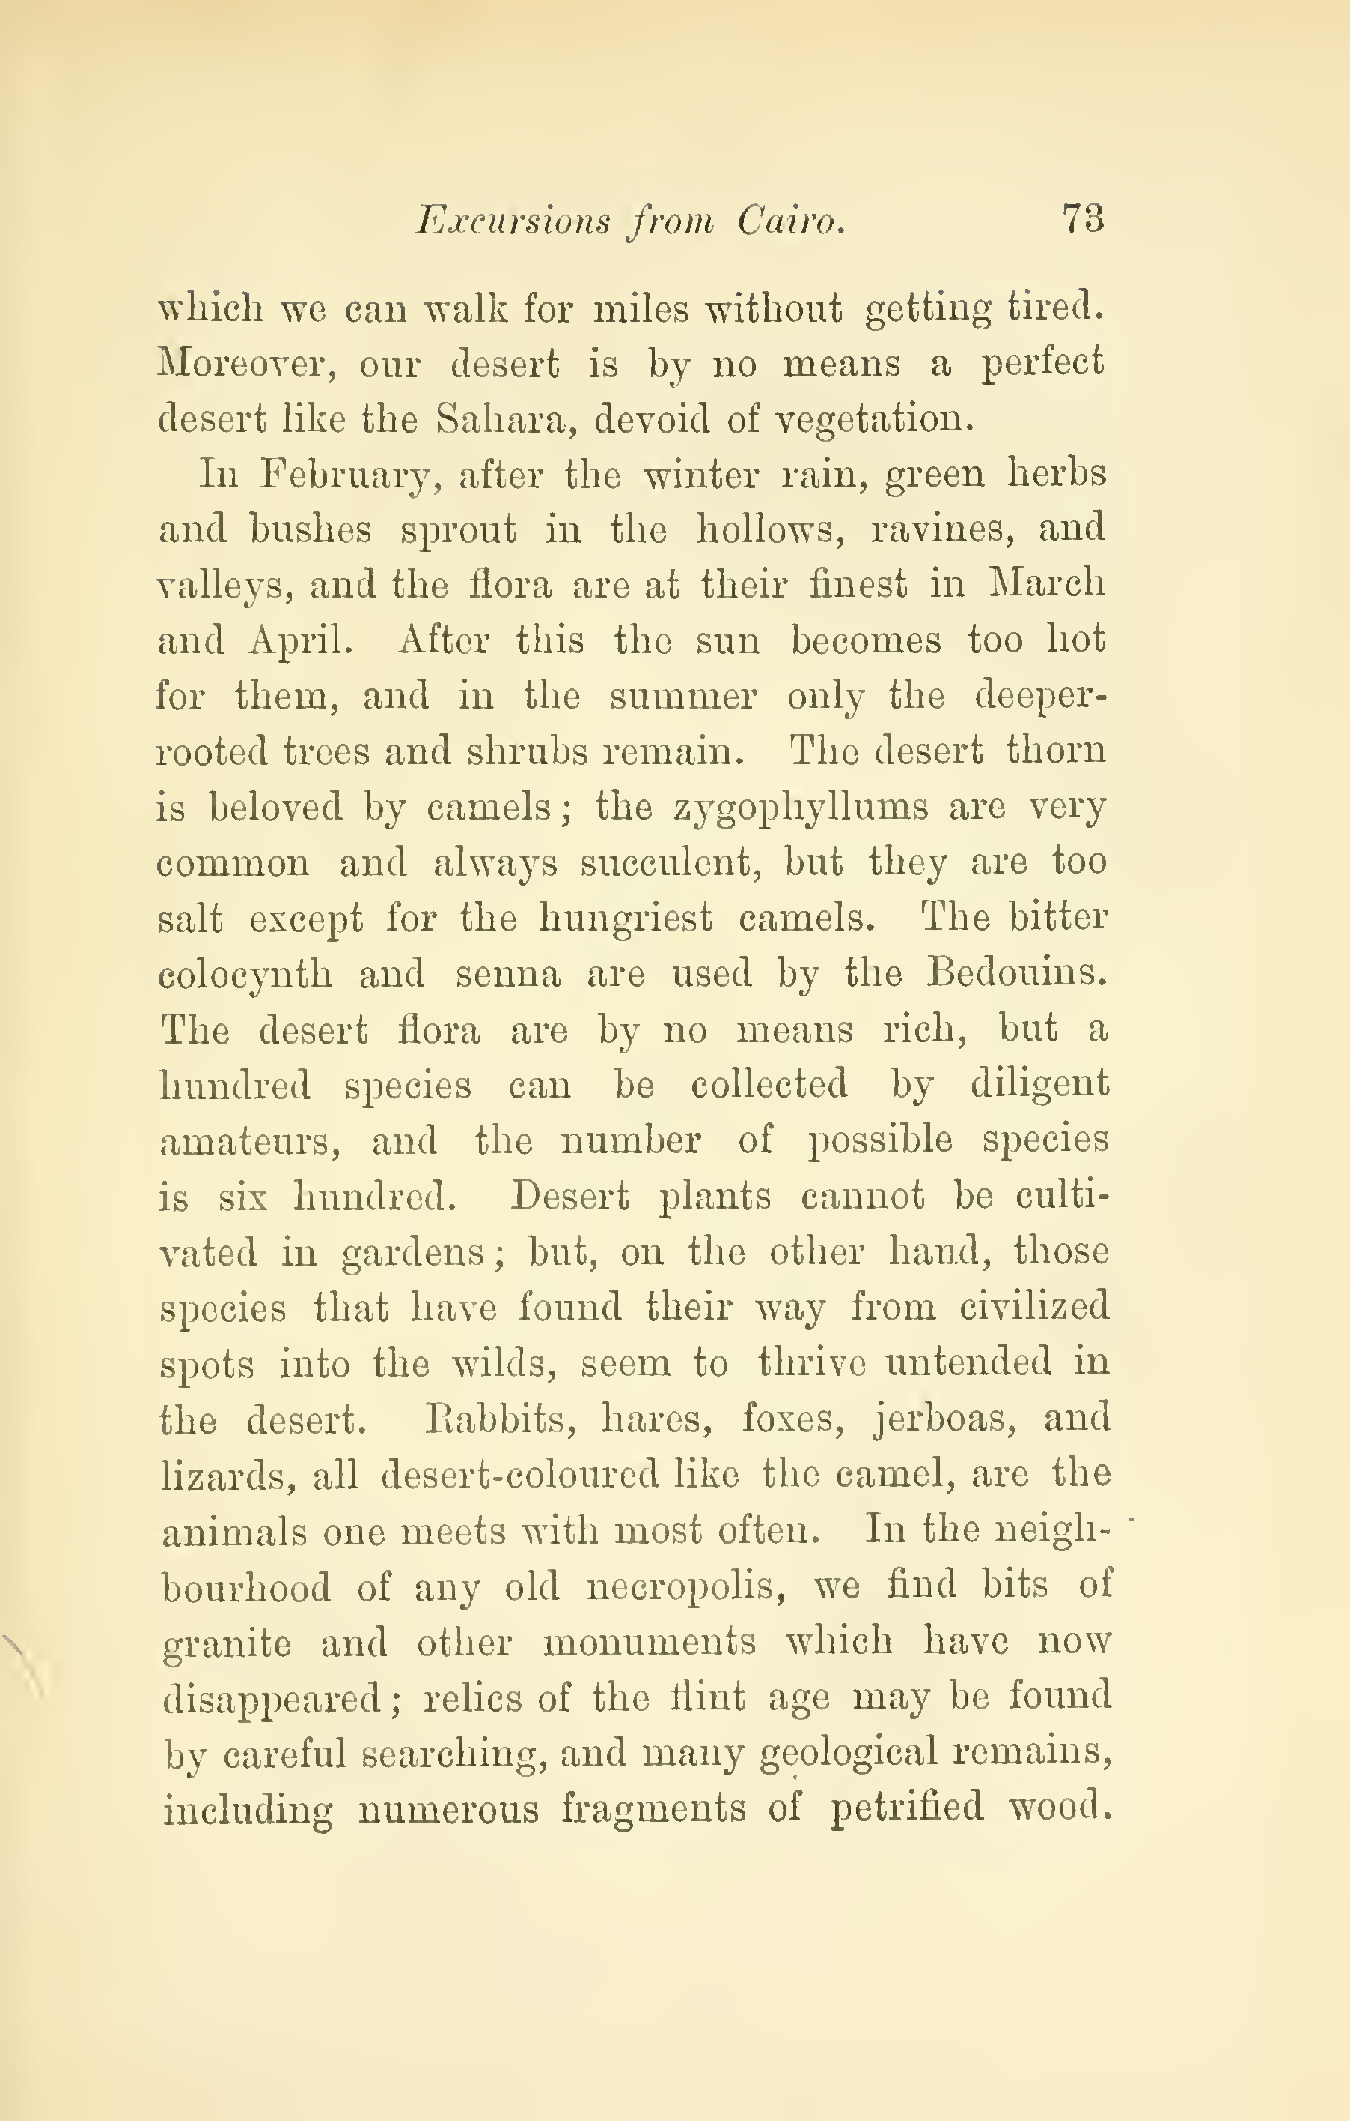 Excursions from Cairo. 73
which we can walk for miles without getting tired.
Moreover, our desert is by no means a perfect
desert like the Sahara, devoid of vegetation.
In February, after the winter rain, green herbs
and bushes sprout in the hollows, ravines, and
valleys, and the flora are at their finest in March
and April. After this the sun becomes too hot
for them, and in the summer only the deeper-
rooted trees and shrubs remain. The desert thorn
is beloved by camels; the zygophyllums are very
common and always succulent, but they are too
salt except for the hungriest camels. The bitter
colocynth and senna are used by the Bedouins.
The desert flora are by no means rich, but a
hundred species can be collected by diligent
amateurs, and the number of possible species
is six hundred. Desert plants cannot be culti-
vated in gardens; but, on the other hand, those
species that have found their way from civilized
spots into the wilds, seem to thrive untended in
the desert. Rabbits, hares, foxes, jerboas, and
lizards, all desert-coloured like the camel, are the
animals one meets with most often. In the neigh-
bourhood of any old necropolis, we find bits of
granite and other monuments which have now
disappeared; relics of the flint age may be found
by careful searching, and many geological remains,
including numerous fragments of petrified wood.